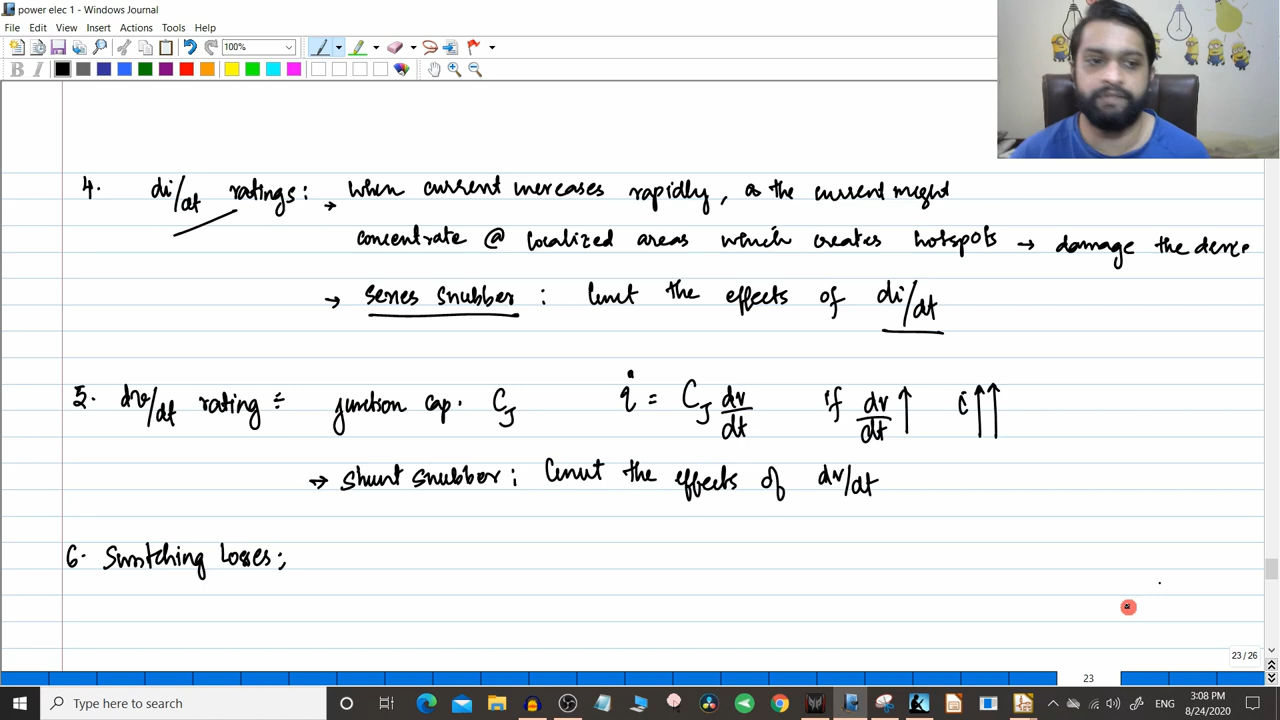 power elec 1 - Windows Journal
File Edit View Insert Actions Tools Help
100%
B I
4. di/dt ratings: → when current increases rapidly, the current might
concentrate @ localized areas which creates hotspots → damage the device
→ series snubber : limit the effects of di/dt
5. dv/dt rating ÷ junction cap. CJ i = CJ dv/dt if dv/dt ↑ i ↑↑
→ shunt snubber : limit the effects of dv/dt
6. Switching losses;
23 / 26
23
Type here to search
3:08 PM
8/24/2020